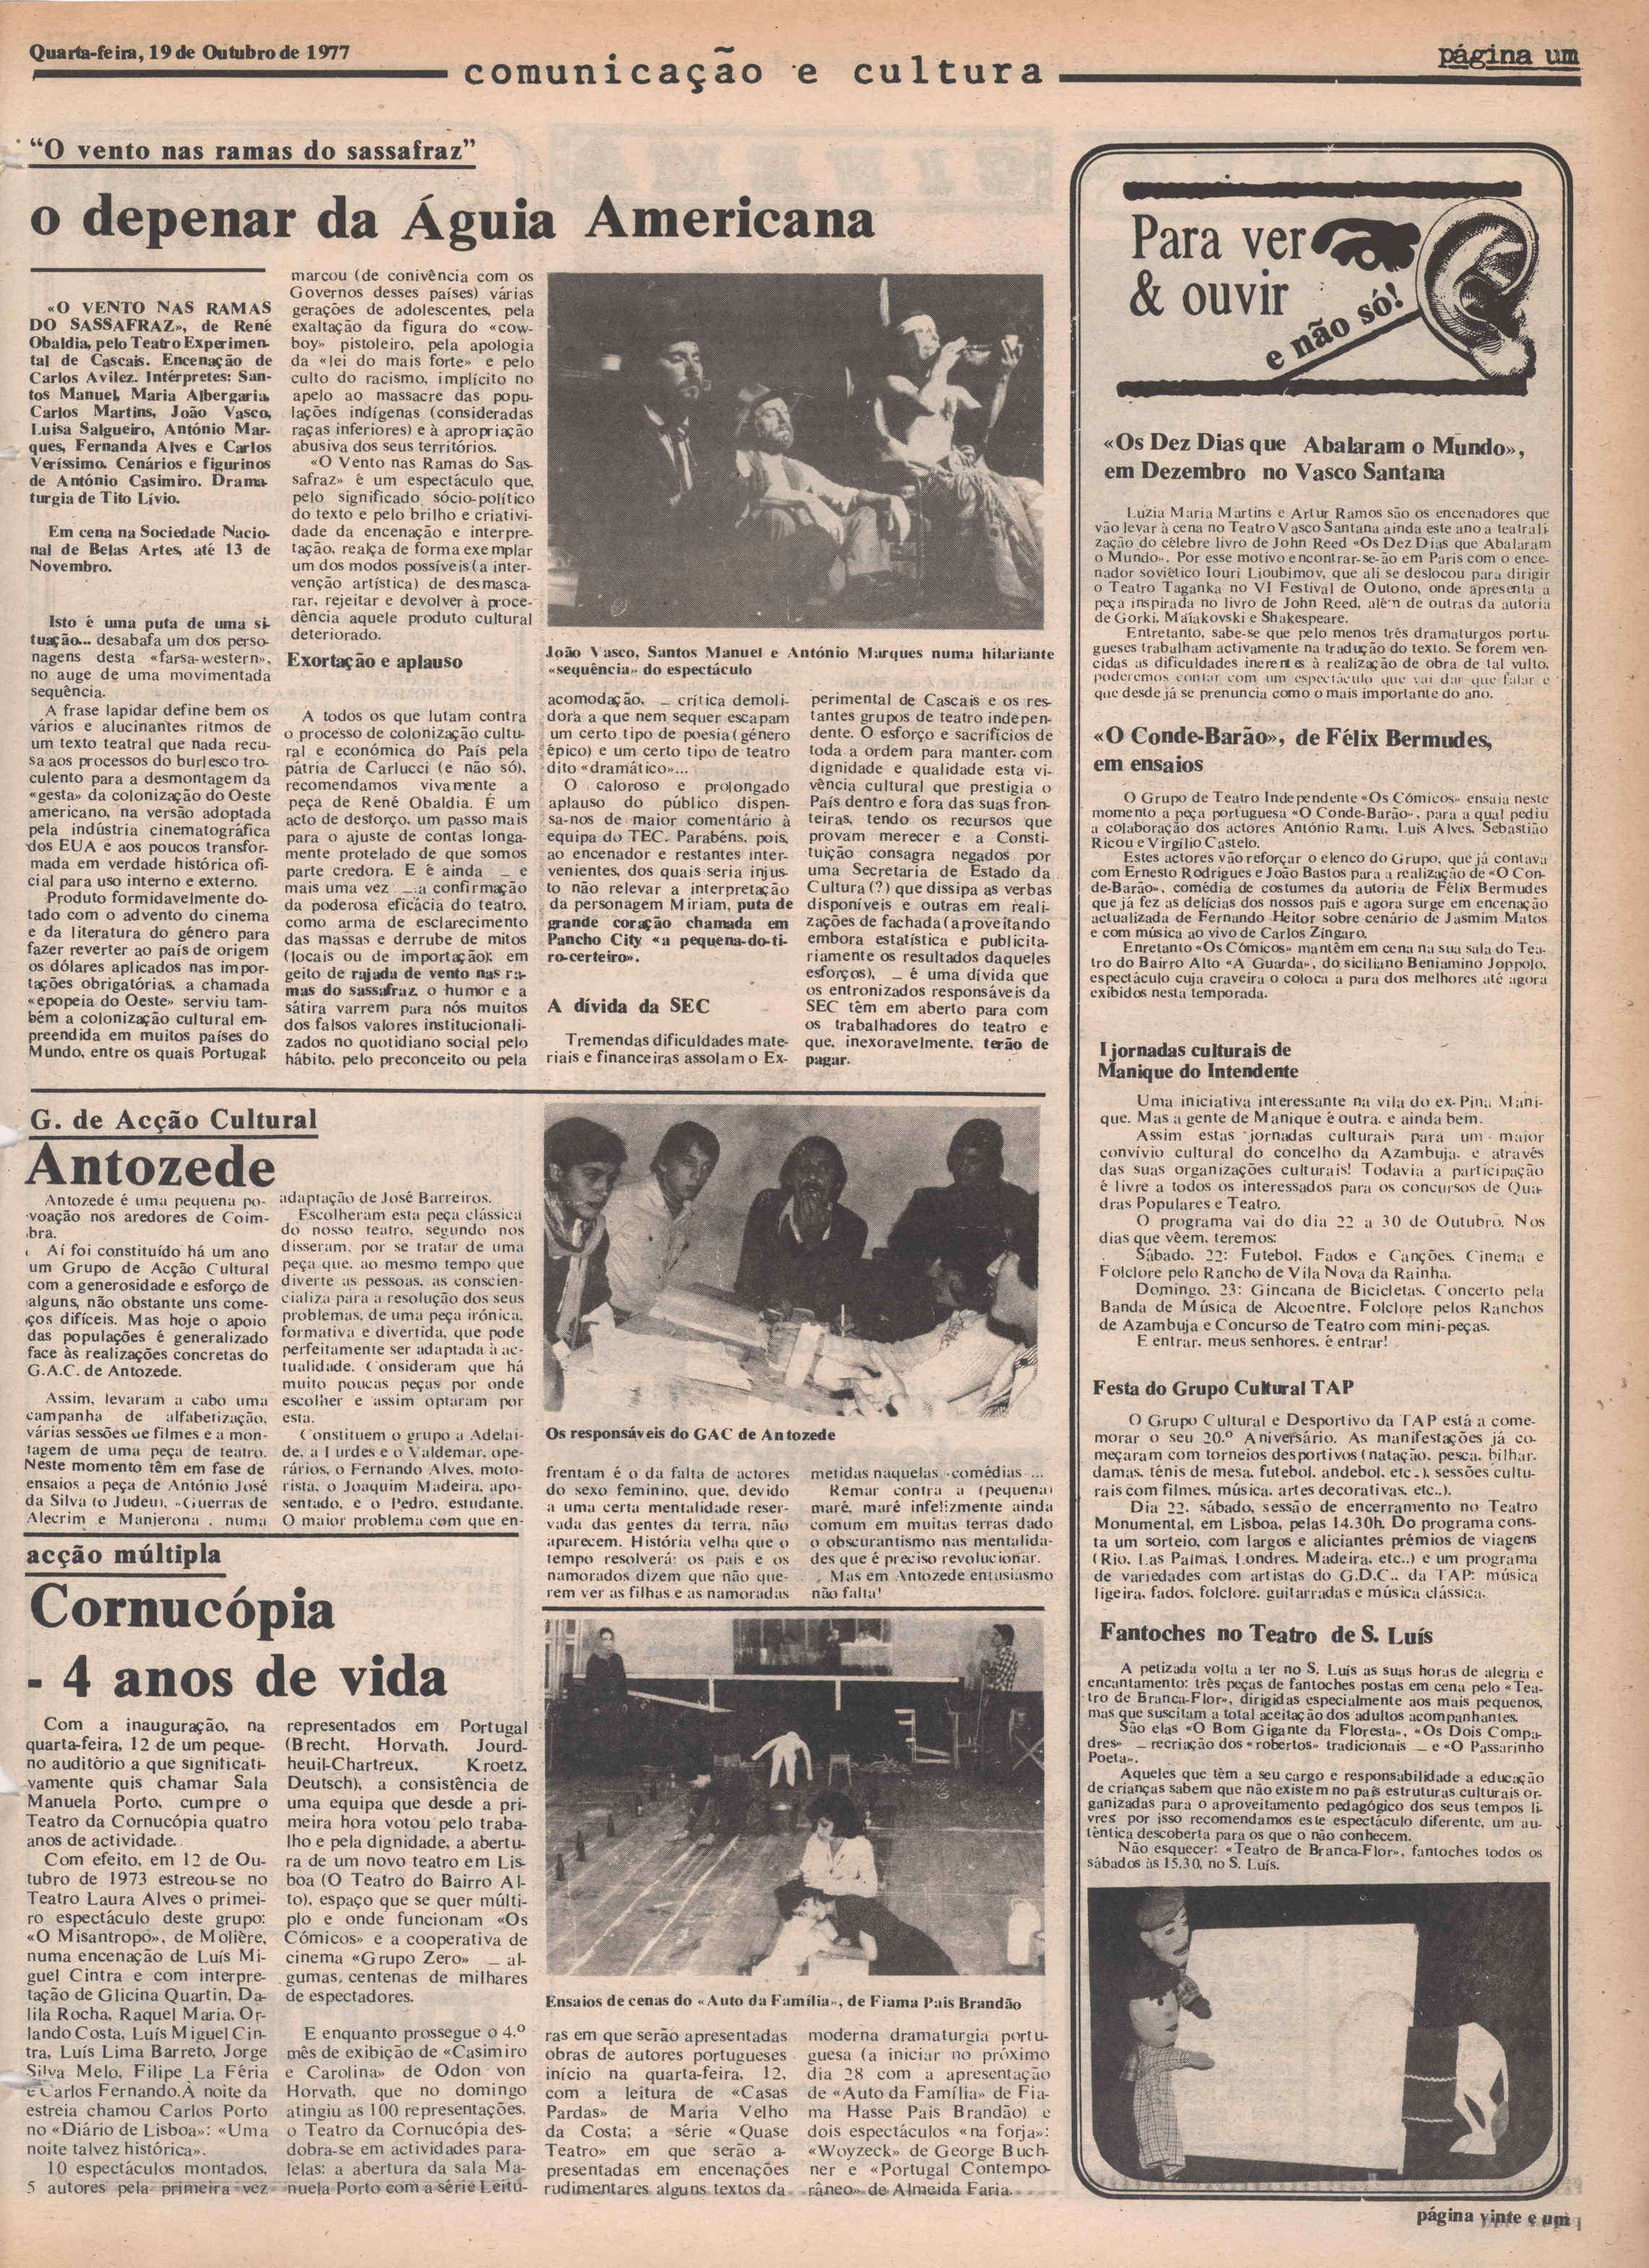 Quarta-feira, 19 de Outubro de 1977
comunicação e cultura
página um
“O vento nas ramas do sassafraz”
o depenar da Águia Americana
«O VENTO NAS RAMAS
DO SASSAFRAZ», de René
Obaldia, pelo Teatro Experimen-
tal de Cascais. Encenação de
Carlos Avilez. Intérpretes: San-
tos Manuel, Maria Albergaria,
Carlos Martins, João Vasco,
Luisa Salgueiro, António Mar-
ques, Fernanda Alves e Carlos
Veríssimo. Cenários e figurinos
de António Casimiro. Drama-
turgia de Tito Lívio.
Em cena na Sociedade Nacio-
nal de Belas Artes, até 13 de
Novembro.
Isto é uma puta de uma si-
tuação... desabafa um dos perso-
nagens desta «farsa-western»,
no auge de uma movimentada
sequência.
A frase lapidar define bem os
vários e alucinantes ritmos de
um texto teatral que nada recu-
sa aos processos do burlesco tro-
culento para a desmontagem da
«gesta» da colonização do Oeste
americano, na versão adoptada
pela indústria cinematográfica
dos EUA e aos poucos transfor-
mada em verdade histórica ofi-
cial para uso interno e externo.
Produto formidavelmente do-
tado com o advento do cinema
e da literatura do género para
fazer reverter ao país de origem
os dólares aplicados nas impor-
tações obrigatórias, a chamada
«epopeia do Oeste» serviu tam-
bém a colonização cultural em-
preendida em muitos países do
Mundo, entre os quais Portugal;
marcou (de conivência com os
Governos desses países) várias
gerações de adolescentes, pela
exaltação da figura do «cow-
boy» pistoleiro, pela apologia
da «lei do mais forte» e pelo
culto do racismo, implícito no
apelo ao massacre das popu-
lações indígenas (consideradas
raças inferiores) e à apropriação
abusiva dos seus territórios.
«O Vento nas Ramas do Sas-
safraz» é um espectáculo que,
pelo significado sócio-político
do texto e pelo brilho e criativi-
dade da encenação e interpre-
tação, realça de forma exemplar
um dos modos possíveis (a inter-
venção artística) de desmasca-
rar, rejeitar e devolver à proce-
dência aquele produto cultural
deteriorado.
Exortação e aplauso
A todos os que lutam contra
o processo de colonização cultu-
ral e económica do País pela
pátria de Carlucci (e não só),
recomendamos vivamente a
peça de René Obaldia. É um
acto de desforço, um passo mais
para o ajuste de contas longa-
mente protelado de que somos
parte credora. E é ainda — e
mais uma vez — a confirmação
da poderosa eficácia do teatro,
como arma de esclarecimento
das massas e derrube de mitos
(locais ou de importação); em
geito de rajada de vento nas ra-
mas do sassafraz, o humor e a
sátira varrem para nós muitos
dos falsos valores institucionali-
zados no quotidiano social pelo
hábito, pelo preconceito ou pela
João Vasco, Santos Manuel e António Marques numa hilariante
«sequência» do espectáculo
acomodação, — crítica demoli-
dora a que nem sequer escapam
um certo tipo de poesia (género
épico) e um certo tipo de teatro
dito «dramático»...
O caloroso e prolongado
aplauso do público dispen-
sa-nos de maior comentário à
equipa do TEC. Parabéns, pois,
ao encenador e restantes inter-
venientes, dos quais seria injus-
to não relevar a interpretação
da personagem Miriam, puta de
grande coração chamada em
Pancho City «a pequena-do-ti-
ro-certeiro».
A dívida da SEC
Tremendas dificuldades mate-
riais e financeiras assolam o Ex-
perimental de Cascais e os res-
tantes grupos de teatro indepen-
dente. O esforço e sacrifícios de
toda a ordem para manter com
dignidade e qualidade esta vi-
vência cultural que prestigia o
País dentro e fora das suas fron-
teiras, tendo os recursos que
provam merecer e a Consti-
tuição consagra negados por
uma Secretaria de Estado da
Cultura (?) que dissipa as verbas
disponíveis e outras em reali-
zações de fachada (aproveitando
embora estatística e publicita-
riamente os resultados daqueles
esforços), — é uma dívida que
os entronizados responsáveis da
SEC têm em aberto para com
os trabalhadores do teatro e
que, inexoravelmente, terão de
pagar.
G. de Acção Cultural
Antozede
Antozede é uma pequena po-
voação nos aredores de Coim-
bra.
Aí foi constituído há um ano
um Grupo de Acção Cultural
com a generosidade e esforço de
alguns, não obstante uns come-
ços difíceis. Mas hoje o apoio
das populações é generalizado
face às realizações concretas do
G.A.C. de Antozede.
Assim, levaram a cabo uma
campanha de alfabetização,
várias sessões de filmes e a mon-
tagem de uma peça de teatro.
Neste momento têm em fase de
ensaios a peça de António José
da Silva (o Judeu), «Guerras de
Alecrim e Manjerona», numa
adaptação de José Barreiros.
Escolheram esta peça clássica
do nosso teatro, segundo nos
disseram, por se tratar de uma
peça que, ao mesmo tempo que
diverte as pessoas, as conscien-
cializa para a resolução dos seus
problemas, de uma peça irónica,
formativa e divertida, que pode
perfeitamente ser adaptada à ac-
tualidade. Consideram que há
muito poucas peças por onde
escolher e assim optaram por
esta.
Constituem o grupo a Adelai-
de, a Lurdes e o Valdemar, ope-
rários, o Fernando Alves, moto-
rista, o Joaquim Madeira, apo-
sentado, e o Pedro, estudante.
O maior problema com que en-
Os responsáveis do GAC de Antozede
frentam é o da falta de actores
do sexo feminino, que, devido
a uma certa mentalidade reser-
vada das gentes da terra, não
aparecem. História velha que o
tempo resolverá: os pais e os
namorados dizem que não que-
rem ver as filhas e as namoradas
metidas naquelas «comédias»...
Remar contra a (pequena)
maré, maré infelizmente ainda
comum em muitas terras dado
o obscurantismo nas mentalida-
des que é preciso revolucionar.
Mas em Antozede entusiasmo
não falta!
acção múltipla
Cornucópia
- 4 anos de vida
Com a inauguração, na
quarta-feira, 12 de um peque-
no auditório a que significati-
vamente quis chamar Sala
Manuela Porto, cumpre o
Teatro da Cornucópia quatro
anos de actividade.
Com efeito, em 12 de Ou-
tubro de 1973 estreou-se no
Teatro Laura Alves o primei-
ro espectáculo deste grupo:
«O Misantropo», de Molière,
numa encenação de Luís Mi-
guel Cintra e com interpre-
tação de Glicina Quartin, Da-
lila Rocha, Raquel Maria, Or-
lando Costa, Luís Miguel Cin-
tra, Luís Lima Barreto, Jorge
Silva Melo, Filipe La Féria
e Carlos Fernando. À noite da
estreia chamou Carlos Porto
no «Diário de Lisboa»: «Uma
noite talvez histórica».
10 espectáculos montados,
5 autores pela primeira vez
representados em Portugal
(Brecht, Horvath, Jourd-
heuil-Chartreux, Kroetz,
Deutsch), a consistência de
uma equipa que desde a pri-
meira hora votou pelo traba-
lho e pela dignidade, a abertu-
ra de um novo teatro em Lis-
boa (O Teatro do Bairro Al-
to), espaço que se quer múlti-
plo e onde funcionam «Os
Cómicos» e a cooperativa de
cinema «Grupo Zero» — al-
gumas centenas de milhares
de espectadores.
E enquanto prossegue o 4.º
mês de exibição de «Casimiro
e Carolina» de Odon von
Horvath, que no domingo
atingiu as 100 representações,
o Teatro da Cornucópia des-
dobra-se em actividades para-
lelas: a abertura da sala Ma-
nuela Porto com a série Leitu-
Ensaios de cenas do «Auto da Família», de Fiama Pais Brandão
ras em que serão apresentadas
obras de autores portugueses
início na quarta-feira, 12,
com a leitura de «Casas
Pardas» de Maria Velho
da Costa; a série «Quase
Teatro» em que serão a-
presentadas em encenações
rudimentares alguns textos da
moderna dramaturgia portu-
guesa (a iniciar no próximo
dia 28 com a apresentação
de «Auto da Família» de Fia-
ma Hasse Pais Brandão) e
dois espectáculos «na forja»:
«Woyzeck» de George Buch-
ner e «Portugal Contempo-
râneo» de Almeida Faria.
Para ver
& ouvir
e não só!
«Os Dez Dias que Abalaram o Mundo»,
em Dezembro no Vasco Santana
Luzia Maria Martins e Artur Ramos são os encenadores que
vão levar à cena no Teatro Vasco Santana ainda este ano a teatrali-
zação do célebre livro de John Reed «Os Dez Dias que Abalaram
o Mundo». Por esse motivo encontrar-se-ão em Paris com o ence-
nador soviético Iouri Lioubimov, que ali se deslocou para dirigir
o Teatro Taganka no VI Festival de Outono, onde apresenta a
peça inspirada no livro de John Reed, além de outras da autoria
de Gorki, Maiakovski e Shakespeare.
Entretanto, sabe-se que pelo menos três dramaturgos portu-
gueses trabalham activamente na tradução do texto. Se forem ven-
cidas as dificuldades inerentes à realização de obra de tal vulto,
poderemos contar com um espectáculo que vai dar que falar e
que desde já se prenuncia como o mais importante do ano.
«O Conde-Barão», de Félix Bermudes,
em ensaios
O Grupo de Teatro Independente «Os Cómicos» ensaia neste
momento a peça portuguesa «O Conde-Barão», para a qual pediu
a colaboração dos actores António Rama, Luís Alves, Sebastião
Ricou e Virgílio Castelo.
Estes actores vão reforçar o elenco do Grupo, que já contava
com Ernesto Rodrigues e João Bastos para a realização de «O Con-
de-Barão», comédia de costumes da autoria de Félix Bermudes
que já fez as delícias dos nossos pais e agora surge em encenação
actualizada de Fernando Heitor sobre cenário de Jasmim Matos
e com música ao vivo de Carlos Zíngaro.
Enretanto «Os Cómicos» mantêm em cena na sua sala do Tea-
tro do Bairro Alto «A Guarda», do siciliano Beniamino Joppolo,
espectáculo cuja craveira o coloca a para dos melhores até agora
exibidos nesta temporada.
I jornadas culturais de
Manique do Intendente
Uma iniciativa interessante na vila do ex-Pina Mani-
que. Mas a gente de Manique é outra, e ainda bem.
Assim estas jornadas culturais para um maior
convívio cultural do concelho da Azambuja, e através
das suas organizações culturais! Todavia a participação
é livre a todos os interessados para os concursos de Qua-
dras Populares e Teatro.
O programa vai do dia 22 a 30 de Outubro. Nos
dias que vêem, teremos:
Sábado, 22: Futebol, Fados e Canções, Cinema e
Folclore pelo Rancho de Vila Nova da Rainha.
Domingo, 23: Gincana de Bicicletas, Concerto pela
Banda de Música de Alcoentre, Folclore pelos Ranchos
de Azambuja e Concurso de Teatro com mini-peças.
E entrar, meus senhores, é entrar!
Festa do Grupo Cultural TAP
O Grupo Cultural e Desportivo da TAP está a come-
morar o seu 20.º Aniversário. As manifestações já co-
meçaram com torneios desportivos (natação, pesca, bilhar,
damas, ténis de mesa, futebol, andebol, etc..), sessões cultu-
rais com filmes, música, artes decorativas, etc..).
Dia 22, sábado, sessão de encerramento no Teatro
Monumental, em Lisboa, pelas 14.30h. Do programa cons-
ta um sorteio, com largos e aliciantes prémios de viagens
(Rio, Las Palmas, Londres, Madeira, etc..) e um programa
de variedades com artistas do G.D.C.. da TAP: música
ligeira, fados, folclore, guitarradas e música clássica.
Fantoches no Teatro de S. Luís
A petizada volta a ter no S. Luís as suas horas de alegria e
encantamento: três peças de fantoches postas em cena pelo «Tea-
tro de Branca-Flor», dirigidas especialmente aos mais pequenos,
mas que suscitam a total aceitação dos adultos acompanhantes.
São elas «O Bom Gigante da Floresta», «Os Dois Compa-
dres» — recriação dos «robertos» tradicionais — e «O Passarinho
Poeta».
Aqueles que têm a seu cargo e responsabilidade a educação
de crianças sabem que não existem no país estruturas culturais or-
ganizadas para o aproveitamento pedagógico dos seus tempos li-
vres: por isso recomendamos este espectáculo diferente, um au-
têntica descoberta para os que o não conhecem.
Não esquecer: «Teatro de Branca-Flor», fantoches todos os
sábados às 15.30, no S. Luís.
página vinte e um